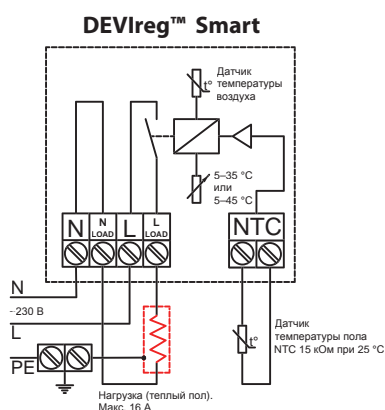 DEVIreg™ Smart
Датчик
температуры
воздуха
t°
5–35 °C
или
5–45 °C
N
N
LOAD
L
L
LOAD
NTC
N
~230 В
L
PE
t°
Датчик
температуры пола
NTC 15 кОм при 25 °C
Нагрузка (теплый пол).
Макс. 16 А